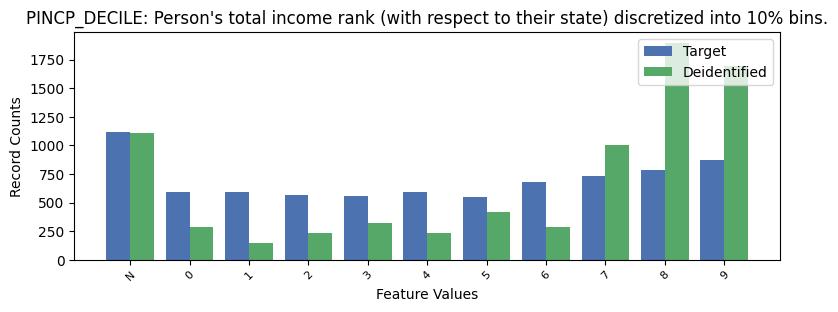 PINCP_DECILE: Person's total income rank (with respect to their state) discretized into 10% bins.
Target
Deidentified
Record Counts
1750
1500
1250
1000
750
500
250
0
N 0 1 2 3 4 5 6 7 8 9
Feature Values